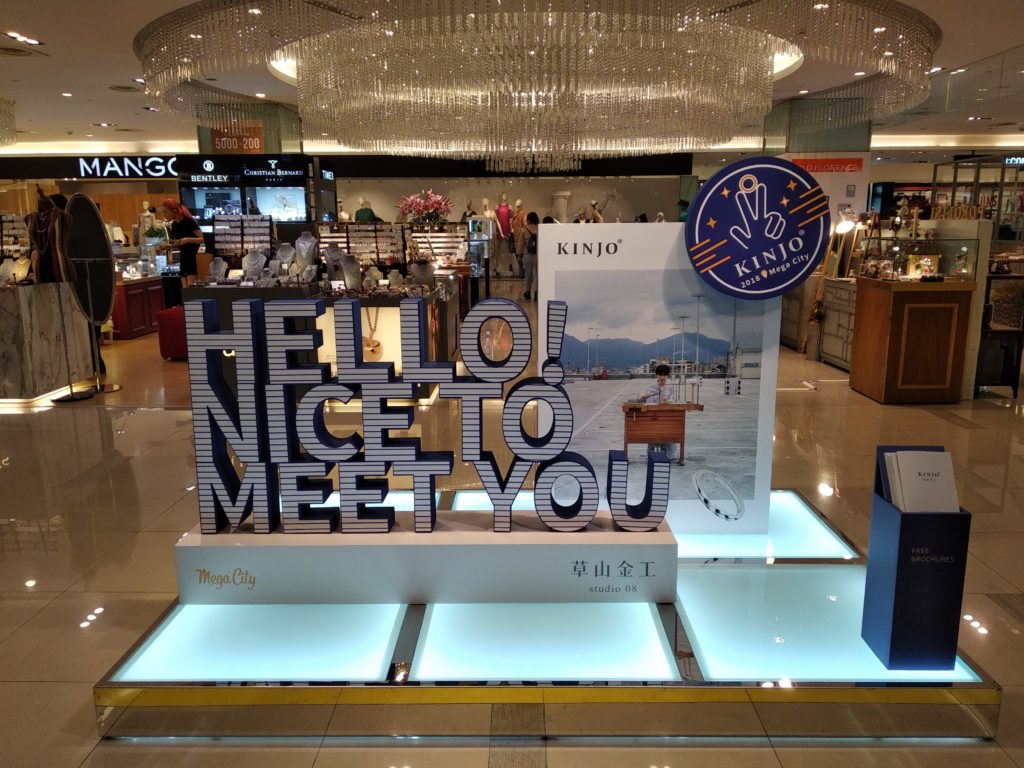 5000 200
MANGO
BENTLEY
CHRISTIAN BERNARD
PARIS
TIME
KINJO®
KINJO®
2018 Mega City
HELLO!
NICE TO
MEET YOU
Mega City
草山金工
studio 08
KINJO
FREE
BROCHURES